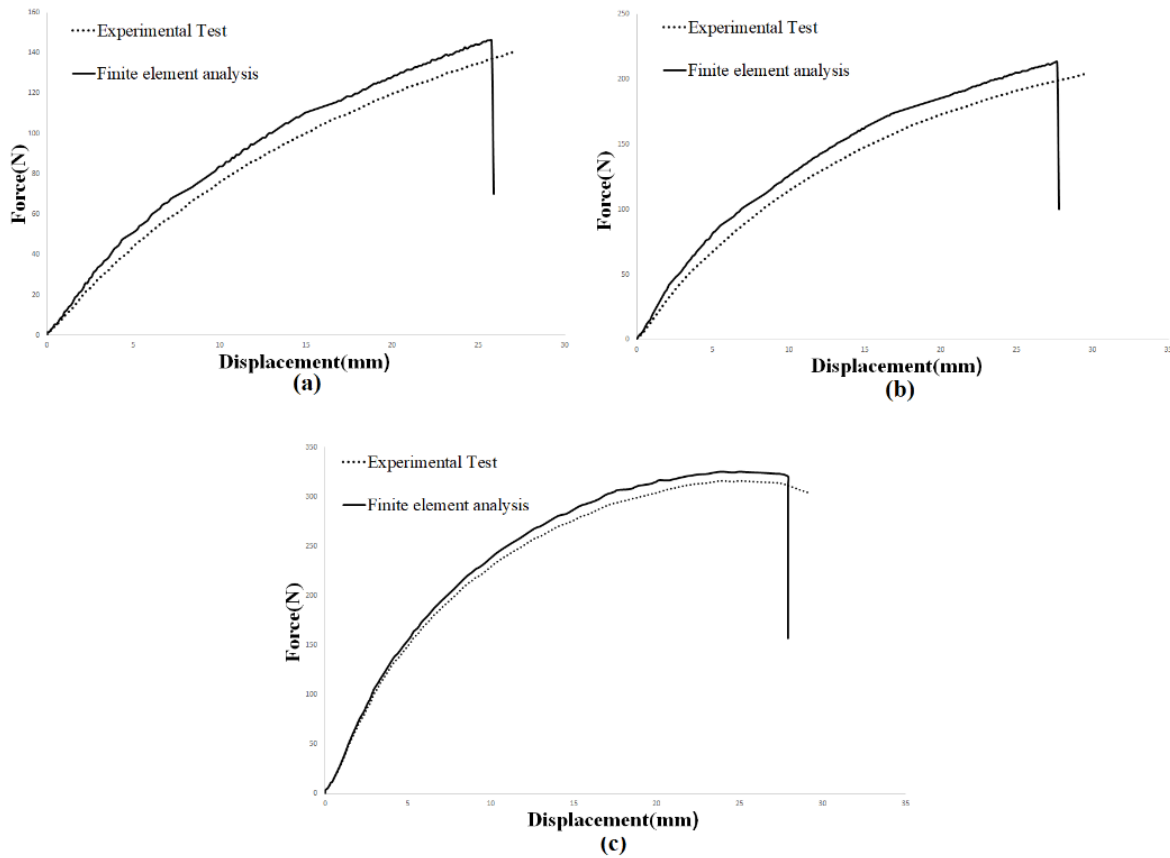 160
140
120
100
80
60
40
20
0
Force(N)
Experimental Test
Finite element analysis
0 5 10 15 20 25 30
Displacement(mm)
(a)
250
200
150
100
50
0
Force(N)
Experimental Test
Finite element analysis
0 5 10 15 20 25 30 35
Displacement(mm)
(b)
350
300
250
200
150
100
50
0
Force(N)
Experimental Test
Finite element analysis
0 5 10 15 20 25 30 35
Displacement(mm)
(c)